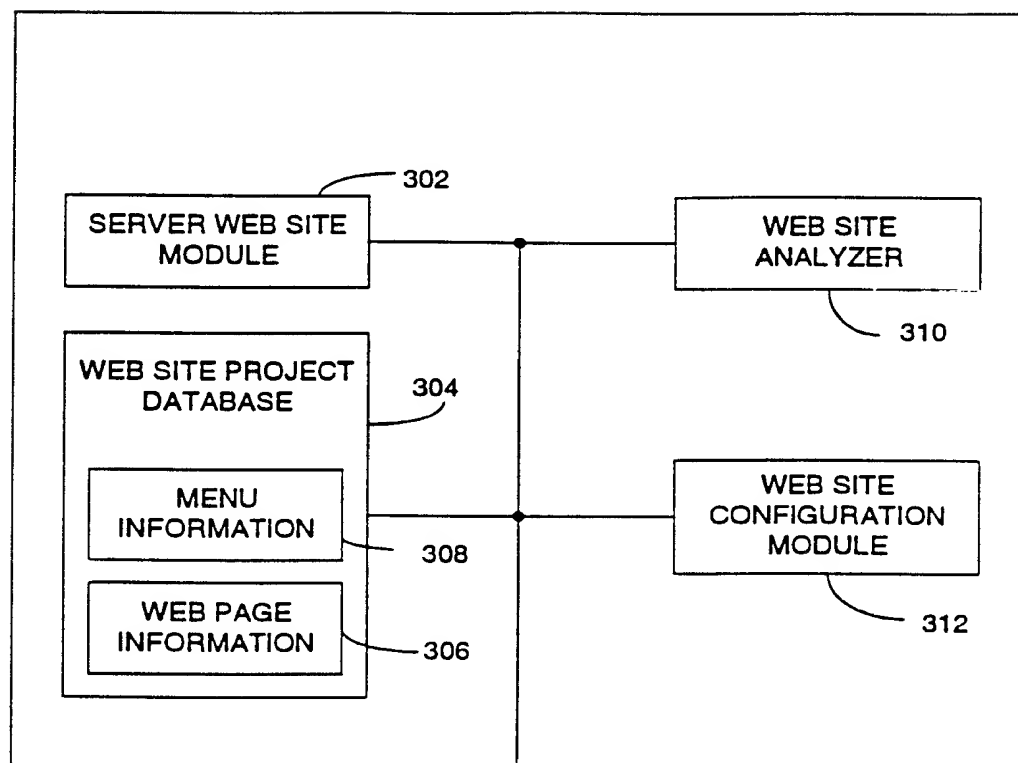 302
SERVER WEB SITE
MODULE
WEB SITE
ANALYZER
310
WEB SITE PROJECT
DATABASE
304
MENU
INFORMATION
308
WEB PAGE
INFORMATION
306
WEB SITE
CONFIGURATION
MODULE
312